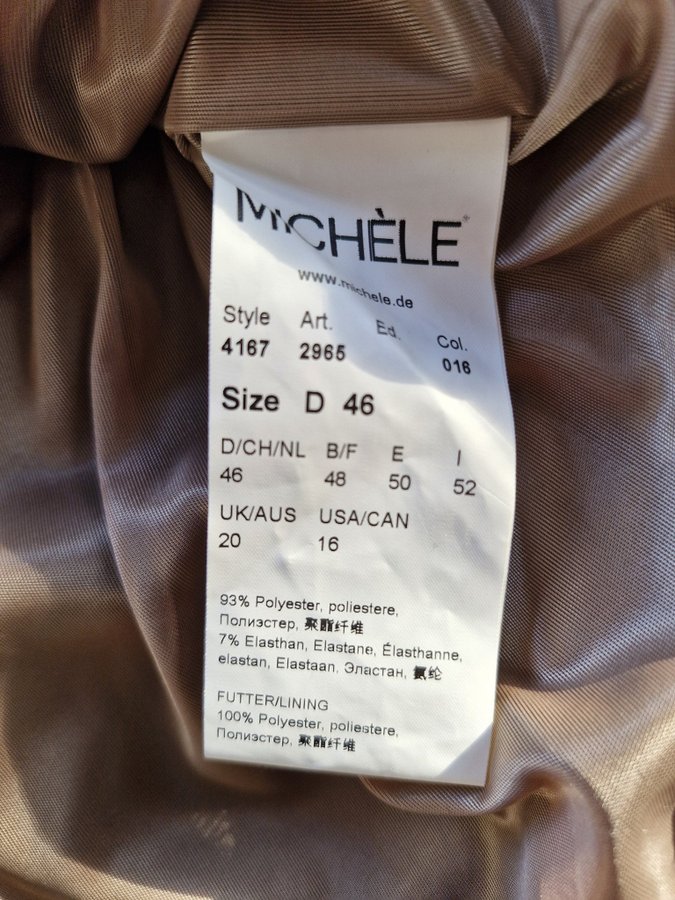 MICHÈLE
www.michele.de
Style Art. Ed. Col.
4167 2965 016
Size D 46
D/CH/NL B/F E I
46 48 50 52
UK/AUS USA/CAN
20 16
93% Polyester, poliestere,
Полиэстер, 聚酯纤维
7% Elasthan, Elastane, Élasthanne,
elastan, Elastaan, Эластан, 氨纶
FUTTER/LINING
100% Polyester, poliestere,
Полиэстер, 聚酯纤维